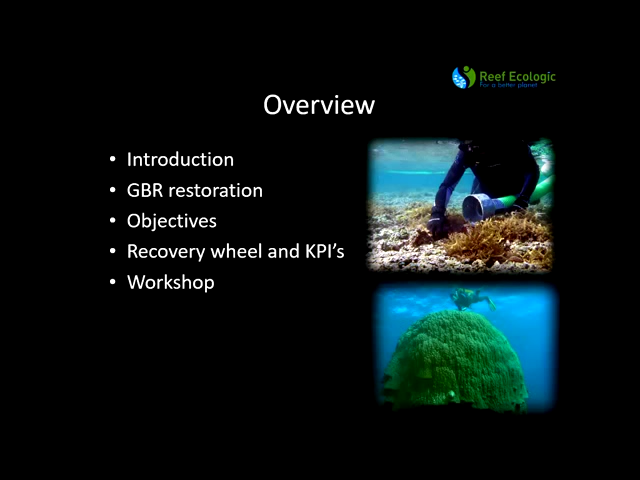 Reef Ecologic
For a better planet
Overview
• Introduction
• GBR restoration
• Objectives
• Recovery wheel and KPI's
• Workshop